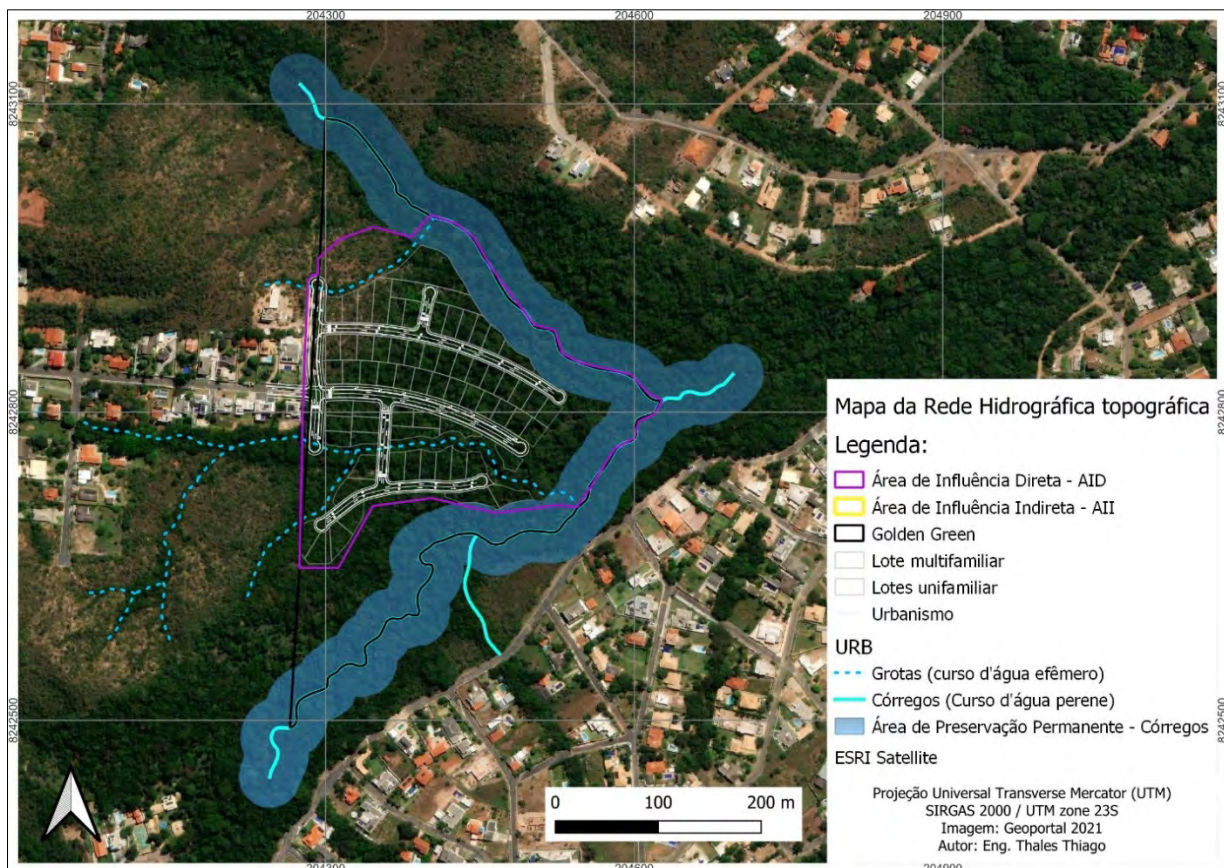 204300
204600
204900
8243100
8243100
8242800
8242500
8242500
Mapa da Rede Hidrográfica topográfica
Legenda:
Área de Influência Direta - AID
Área de Influência Indireta - AII
Golden Green
Lote multifamiliar
Lotes unifamiliar
Urbanismo
URB
Grotas (curso d'água efêmero)
Córregos (Curso d'água perene)
Área de Preservação Permanente - Córregos
ESRI Satellite
Projeção Universal Transverse Mercator (UTM)
SIRGAS 2000 / UTM zone 23S
Imagem: Geoportal 2021
Autor: Eng. Thales Thiago
0 100 200 m
204300
204600
204900